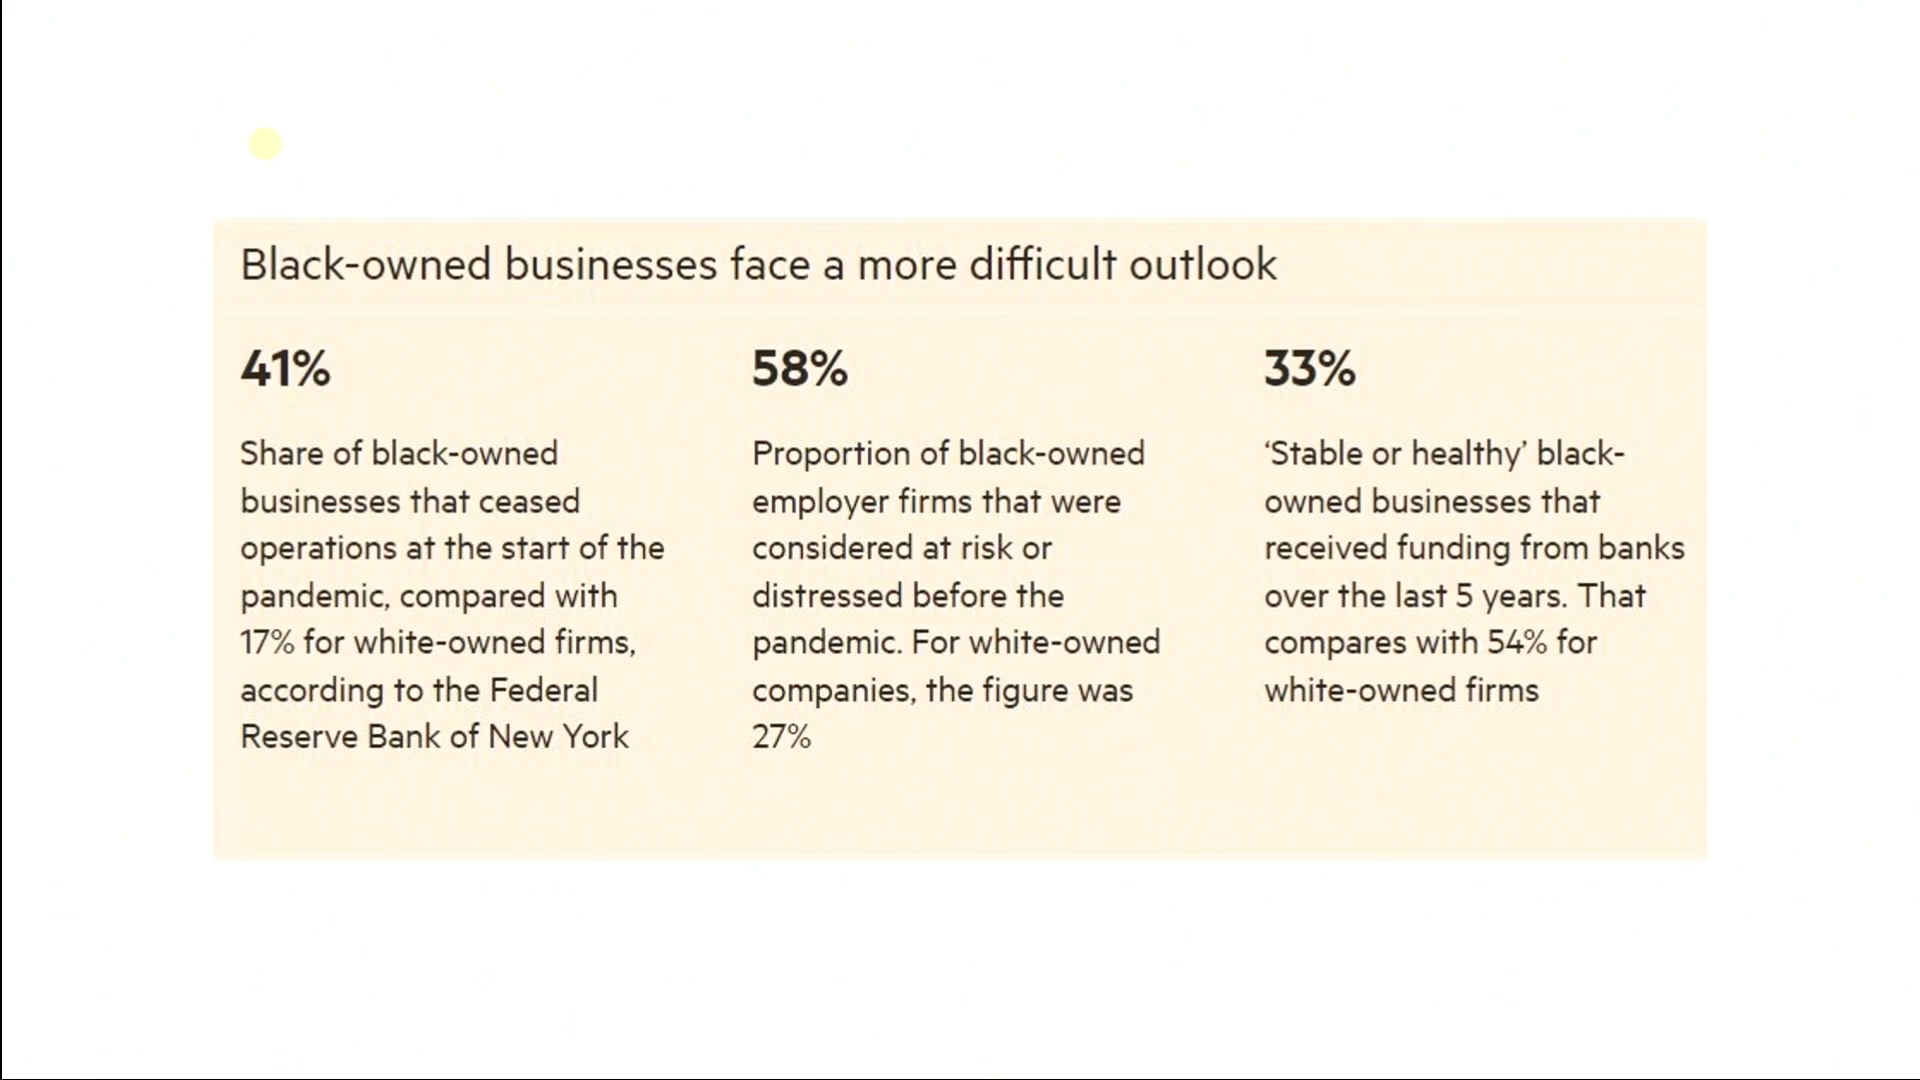 Black-owned businesses face a more difficult outlook
41%
Share of black-owned
businesses that ceased
operations at the start of the
pandemic, compared with
17% for white-owned firms,
according to the Federal
Reserve Bank of New York
58%
Proportion of black-owned
employer firms that were
considered at risk or
distressed before the
pandemic. For white-owned
companies, the figure was
27%
33%
‘Stable or healthy’ black-
owned businesses that
received funding from banks
over the last 5 years. That
compares with 54% for
white-owned firms